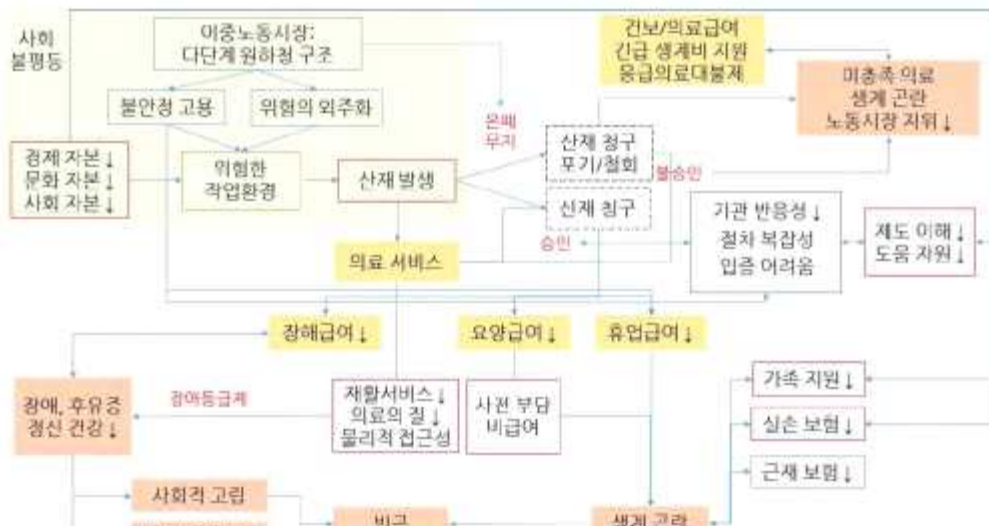 사회
불평등
이중노동시장:
다단계 원하청 구조
불안정 고용
위험의 외주화
경제 자본↓
문화 자본↓
사회 자본↓
위험한
작업환경
산재 발생
은폐
무지
산재 청구
포기/철회
산재 청구
불승인
승인
건보/의료급여
긴급 생계비 지원
응급의료대불제
미충족 의료
생계 곤란
노동시장 지위↓
기관 반응성↓
절차 복잡성
입증 어려움
제도 이해↓
도움 자원↓
의료 서비스
장해급여↓
요양급여↓
휴업급여↓
장애, 후유증
정신 건강↓
장애등급제
재활서비스↓
의료의 질↓
물리적 접근성
사전 부담
비급여
가족 지원↓
실손 보험↓
근재 보험↓
사회적 고립
빈곤
생계 곤란